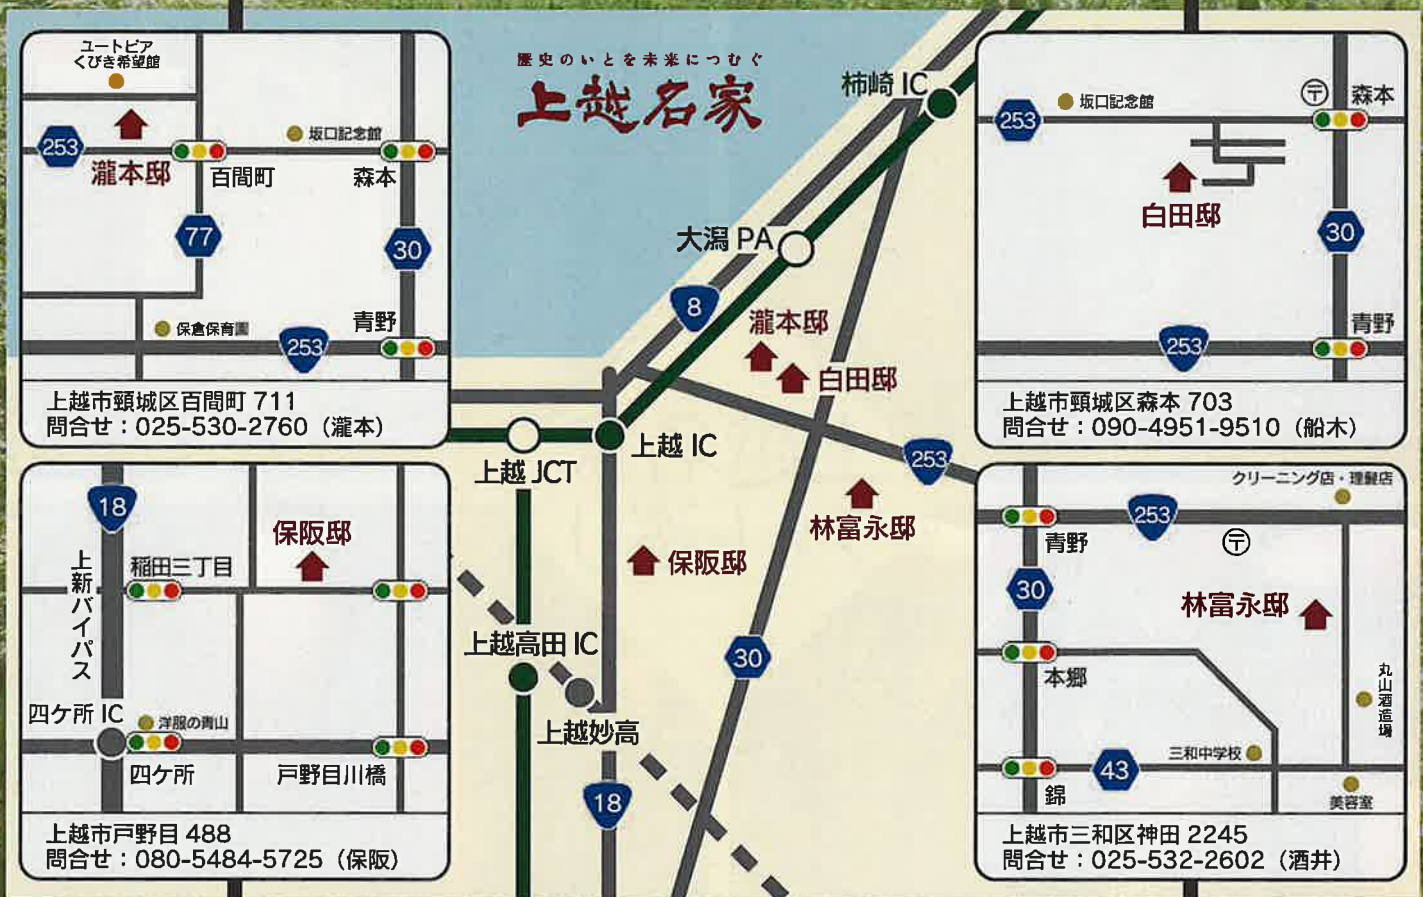 歴史のいとを未来につむぐ
上越名家
柿崎 IC
大潟 PA
8
瀧本邸
白田邸
上越 IC
上越 JCT
253
林富永邸
保阪邸
上越高田 IC
30
上越妙高
18
ユートピア
くびき希望館
253
瀧本邸
百間町
坂口記念館
森本
77
30
保倉保育園
253
青野
上越市頸城区百間町 711
問合せ：025-530-2760（瀧本）
253
坂口記念館
〒
森本
白田邸
30
青野
253
上越市頸城区森本 703
問合せ：090-4951-9510（船木）
18
上新バイパス
稲田三丁目
保阪邸
四ケ所 IC
洋服の青山
四ケ所
戸野目川橋
上越市戸野目 488
問合せ：080-5484-5725（保阪）
クリーニング店・理髪店
253
青野
〒
30
林富永邸
本郷
丸山酒造場
三和中学校
43
錦
美容室
上越市三和区神田 2245
問合せ：025-532-2602（酒井）